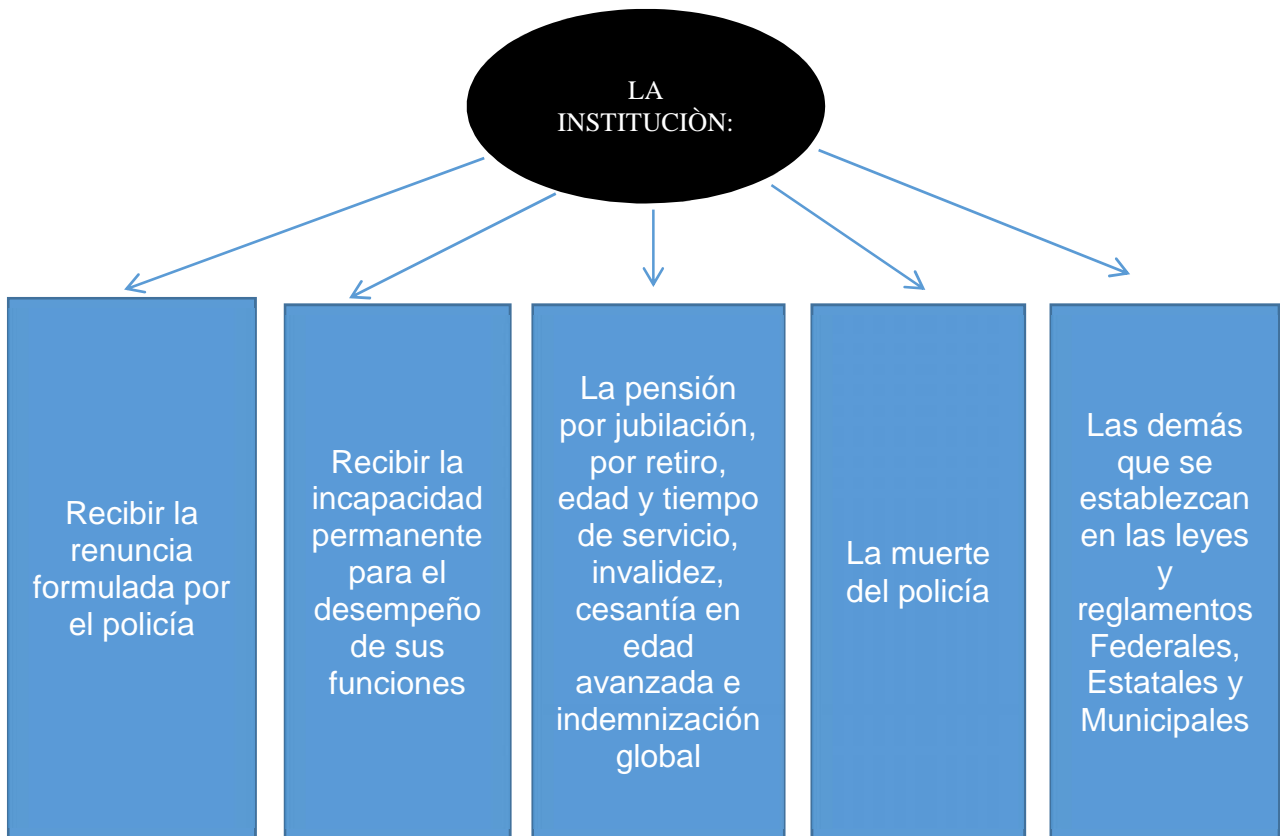 LA
INSTITUCIÒN:
Recibir la
renuncia
formulada por
el policía
Recibir la
incapacidad
permanente
para el
desempeño
de sus
funciones
La pensión
por jubilación,
por retiro,
edad y tiempo
de servicio,
invalidez,
cesantía en
edad
avanzada e
indemnización
global
La muerte
del policía
Las demás
que se
establezcan
en las leyes
y
reglamentos
Federales,
Estatales y
Municipales